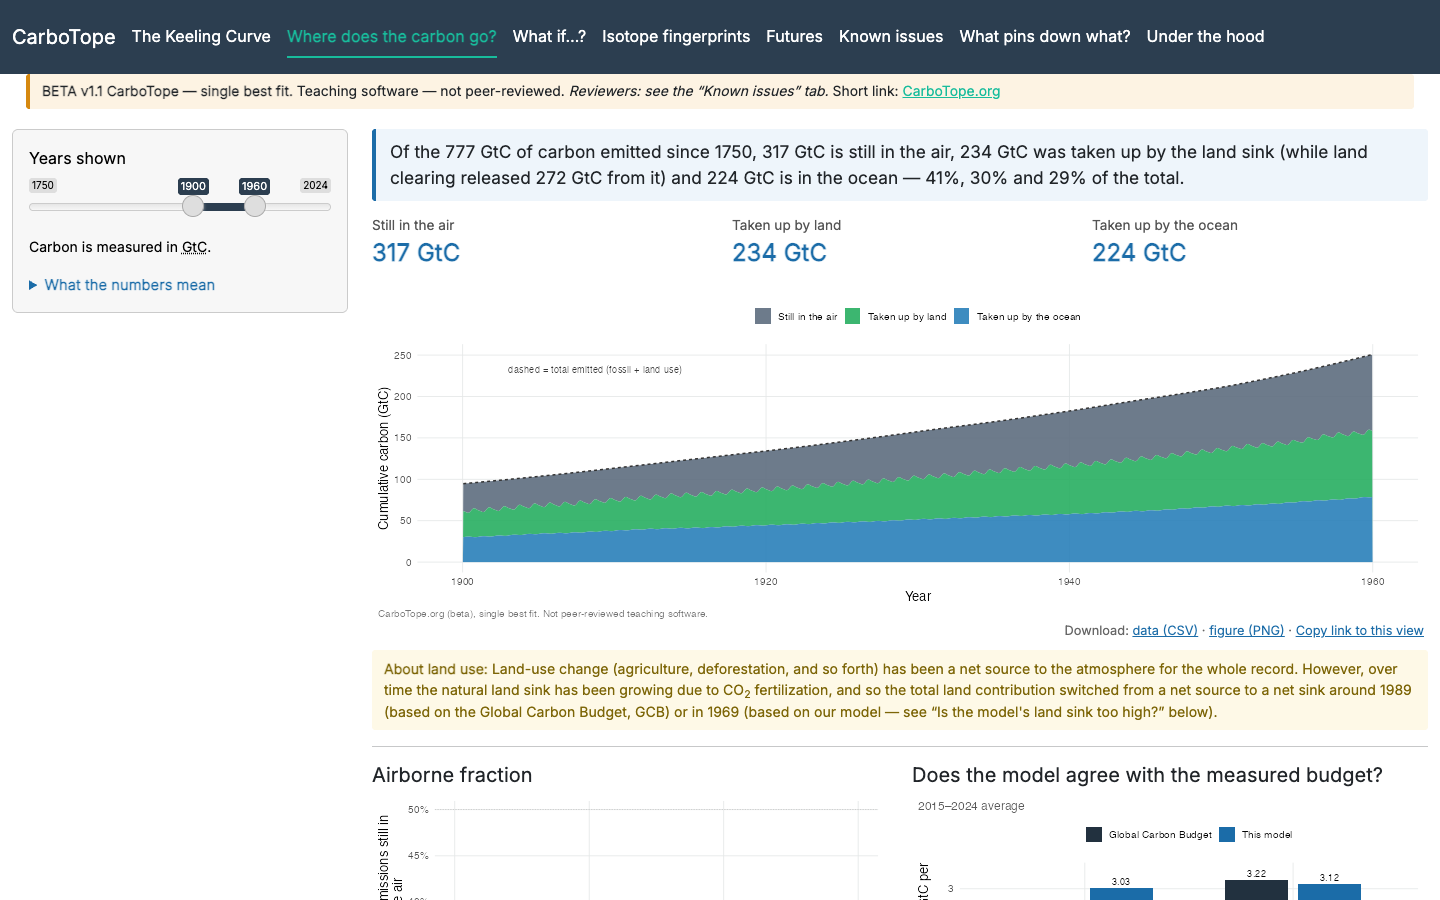 CarboTope The Keeling Curve Where does the carbon go? What if...? Isotope fingerprints Futures Known issues What pins down what? Under the hood
BETA v1.1 CarboTope — single best fit. Teaching software — not peer-reviewed. Reviewers: see the “Known issues” tab. Short link: CarboTope.org
Years shown
1750 1900 1960 2024
Carbon is measured in GtC.
What the numbers mean
Of the 777 GtC of carbon emitted since 1750, 317 GtC is still in the air, 234 GtC was taken up by the land sink (while land
clearing released 272 GtC from it) and 224 GtC is in the ocean — 41%, 30% and 29% of the total.
Still in the air Taken up by land Taken up by the ocean
317 GtC 234 GtC 224 GtC
Still in the air Taken up by land Taken up by the ocean
dashed = total emitted (fossil + land use)
Cumulative carbon (GtC)
250
200
150
100
50
0
1900 1920 1940 1960
Year
CarboTope.org (beta), single best fit. Not peer-reviewed teaching software.
Download: data (CSV) · figure (PNG) · Copy link to this view
About land use: Land-use change (agriculture, deforestation, and so forth) has been a net source to the atmosphere for the whole record. However, over
time the natural land sink has been growing due to CO₂ fertilization, and so the total land contribution switched from a net source to a net sink around 1989
(based on the Global Carbon Budget, GCB) or in 1969 (based on our model — see “Is the model's land sink too high?” below).
Airborne fraction
50%
45%
Does the model agree with the measured budget?
2015–2024 average
Global Carbon Budget This model
3
3.03 3.22 3.12